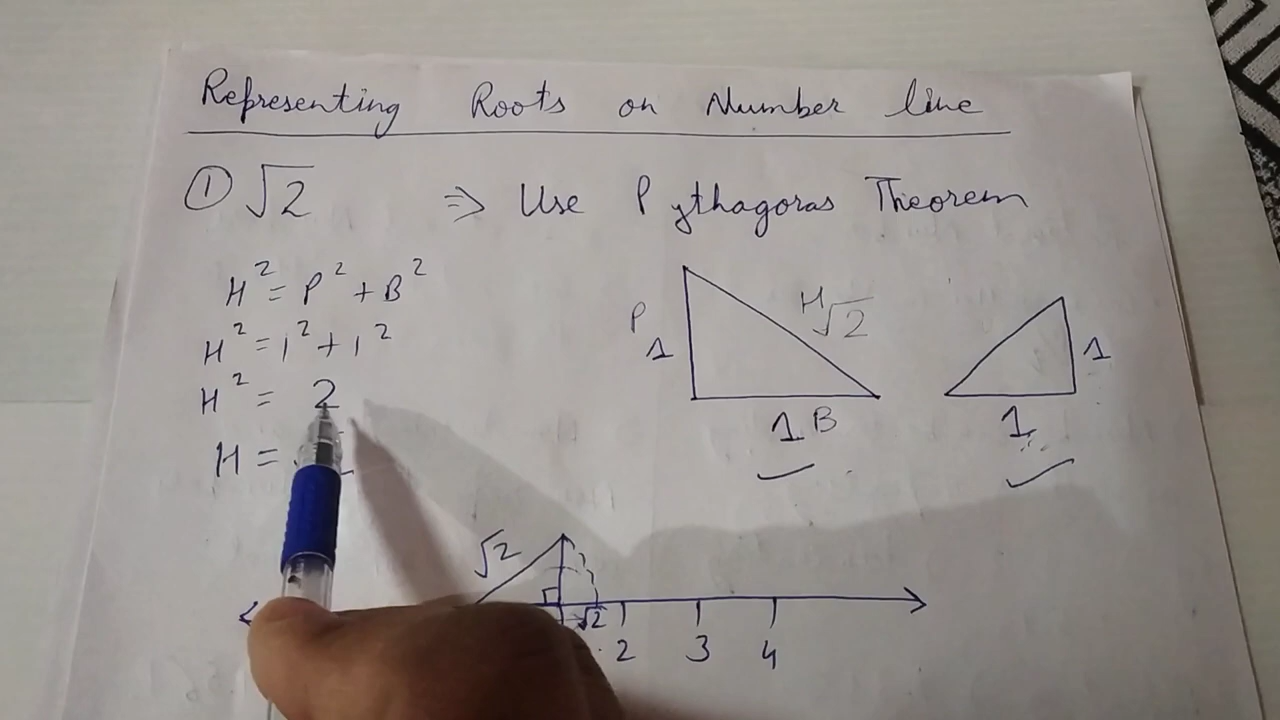 Representing Roots on Number line
① √2 ⇒ Use Pythagoras Theorem
H² = P² + B²
H² = 1² + 1²
H² = 2
H =
P
1
H √2
1 B
1
1
√2
√2
2 3 4